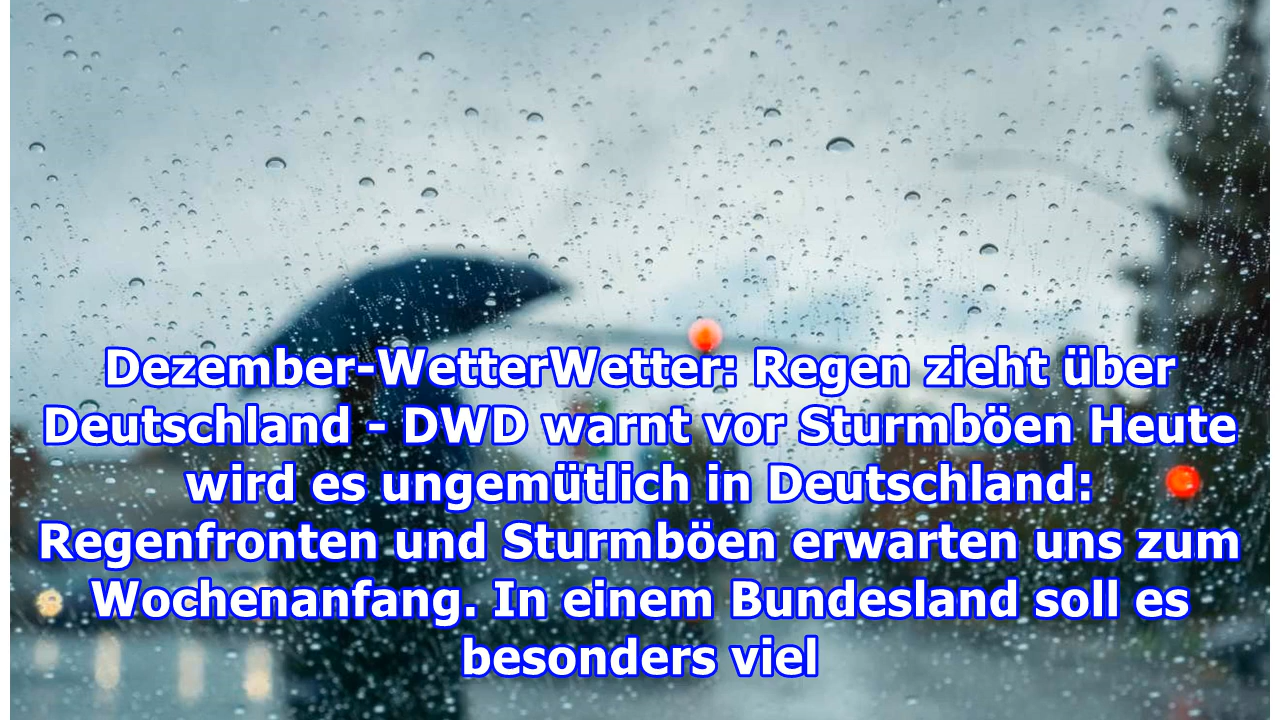 Dezember-WetterWetter: Regen zieht über
Deutschland - DWD warnt vor Sturmböen Heute
wird es ungemütlich in Deutschland:
Regenfronten und Sturmböen erwarten uns zum
Wochenanfang. In einem Bundesland soll es
besonders viel